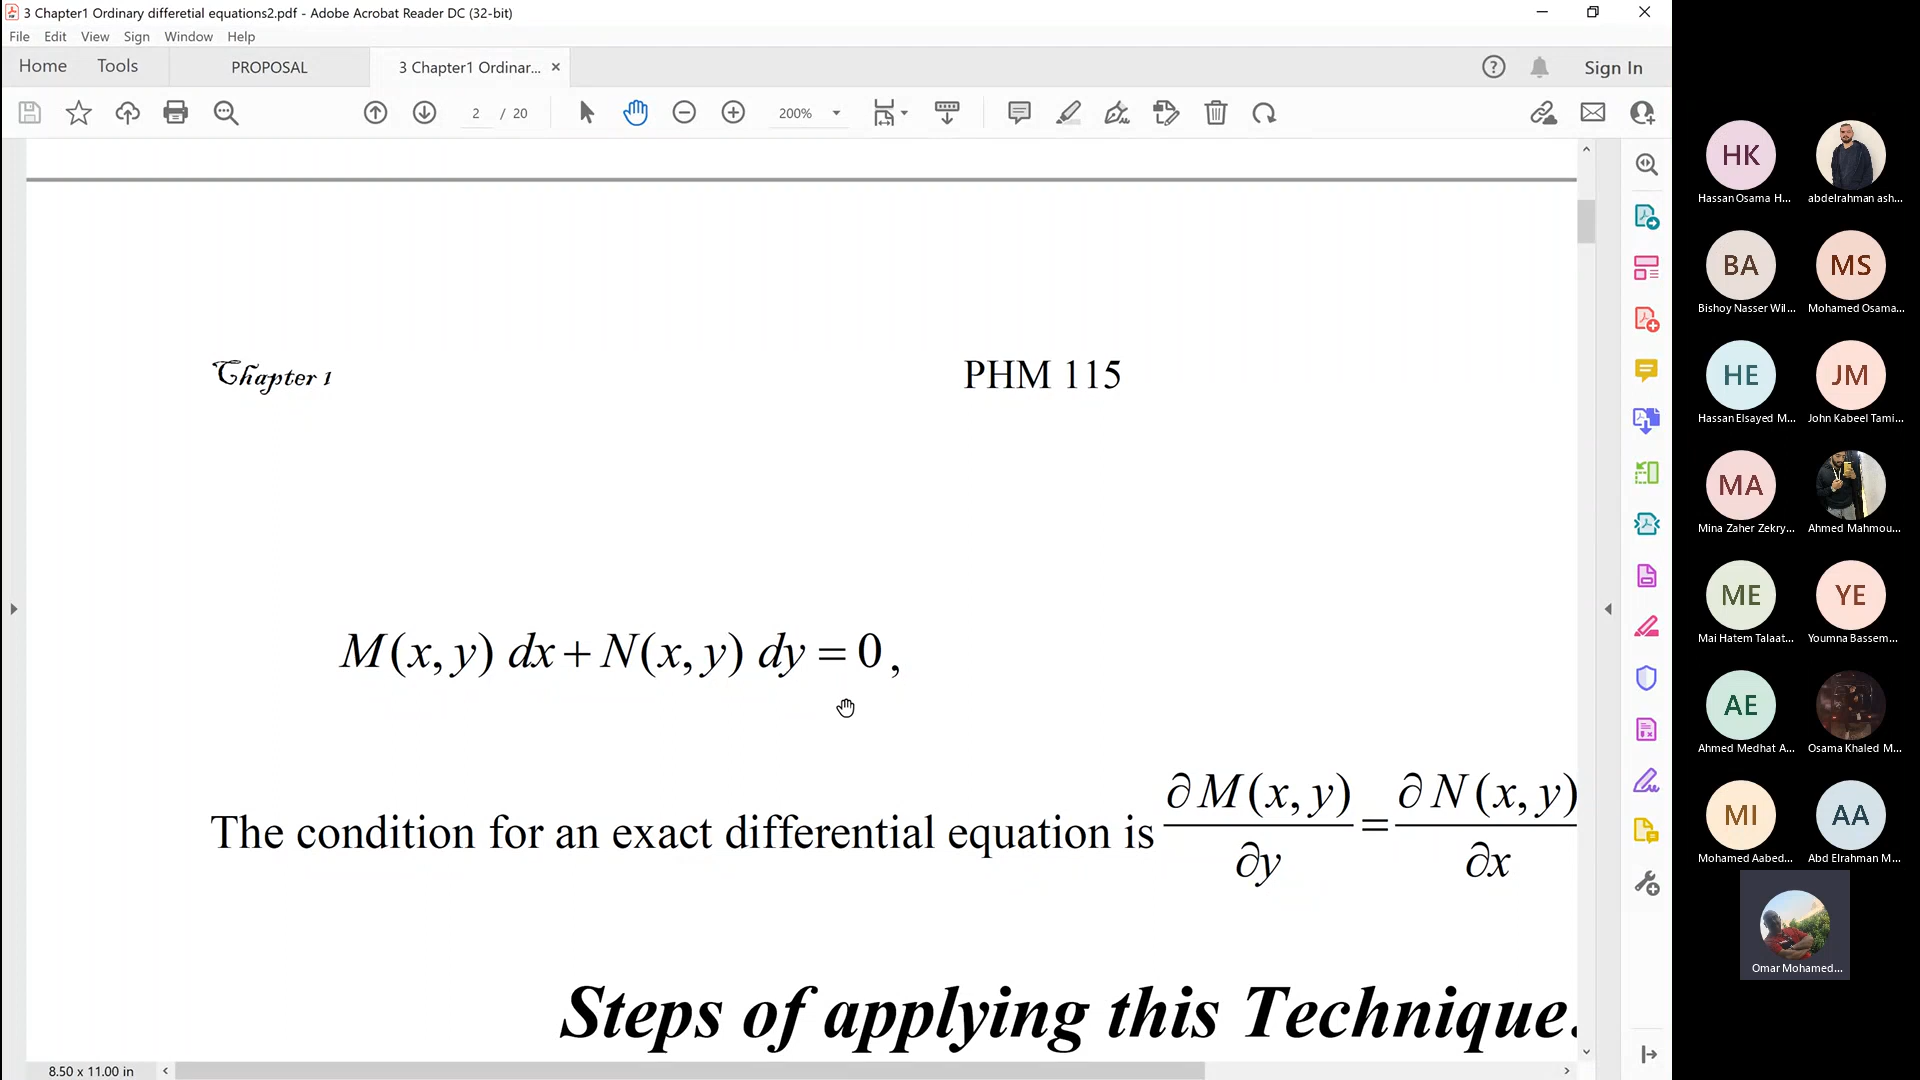 3 Chapter1 Ordinary differetial equations2.pdf - Adobe Acrobat Reader DC (32-bit)
File Edit View Sign Window Help
Home Tools PROPOSAL 3 Chapter1 Ordinar... × Sign In
2 / 20 200%
Chapter 1 PHM 115
M(x, y) dx + N(x, y) dy = 0 ,
The condition for an exact differential equation is ∂M(x, y)/∂y = ∂N(x, y)/∂x
Steps of applying this Technique.
8.50 x 11.00 in
HK
Hassan Osama H... abdelrahman ash...
BA MS
Bishoy Nasser Wil... Mohamed Osama...
HE JM
Hassan Elsayed M... John Kabeel Tami...
MA
Mina Zaher Zekry... Ahmed Mahmou...
ME YE
Mai Hatem Talaat... Youmna Bassem...
AE
Ahmed Medhat A... Osama Khaled M...
MI AA
Mohamed Aabed... Abd Elrahman M...
Omar Mohamed...